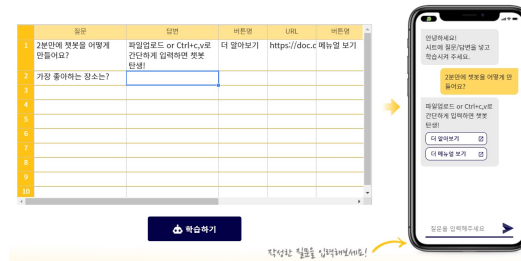 질문 답변 버튼명 URL 버튼명
1 2분만에 챗봇을 어떻게 만들어요? 파일업로드 or Ctrl+c,v로 간단하게 입력하면 챗봇 탄생! 더 알아보기 https://doc.c 메뉴얼 보기
2 가장 좋아하는 장소는?
3
4
5
6
7
8
9
10
학습하기
작성한 질문을 입력해보세요!
안녕하세요!
시트에 질문/답변을 넣고
학습시켜 주세요.
2분만에 챗봇을 어떻게 만
들어요?
파일업로드 or Ctrl+c,v로
간단하게 입력하면 챗봇
탄생!
더 알아보기
더 메뉴얼 보기
질문을 입력해주세요